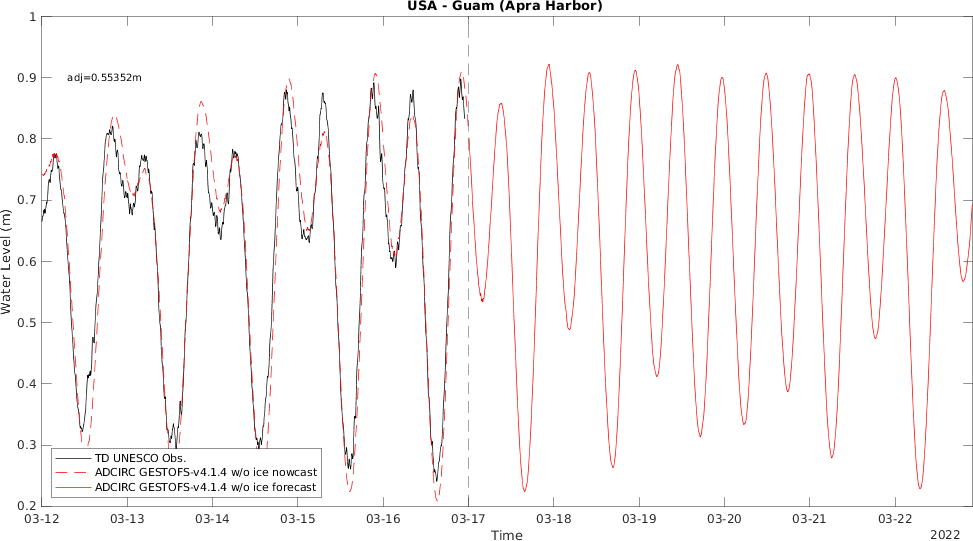 USA - Guam (Apra Harbor)
1
0.9
0.8
0.7
0.6
0.5
0.4
0.3
0.2
Water Level (m)
adj=0.55352m
TD UNESCO Obs.
ADCIRC GESTOFS-v4.1.4 w/o ice nowcast
ADCIRC GESTOFS-v4.1.4 w/o ice forecast
03-12 03-13 03-14 03-15 03-16 03-17 03-18 03-19 03-20 03-21 03-22
Time
2022